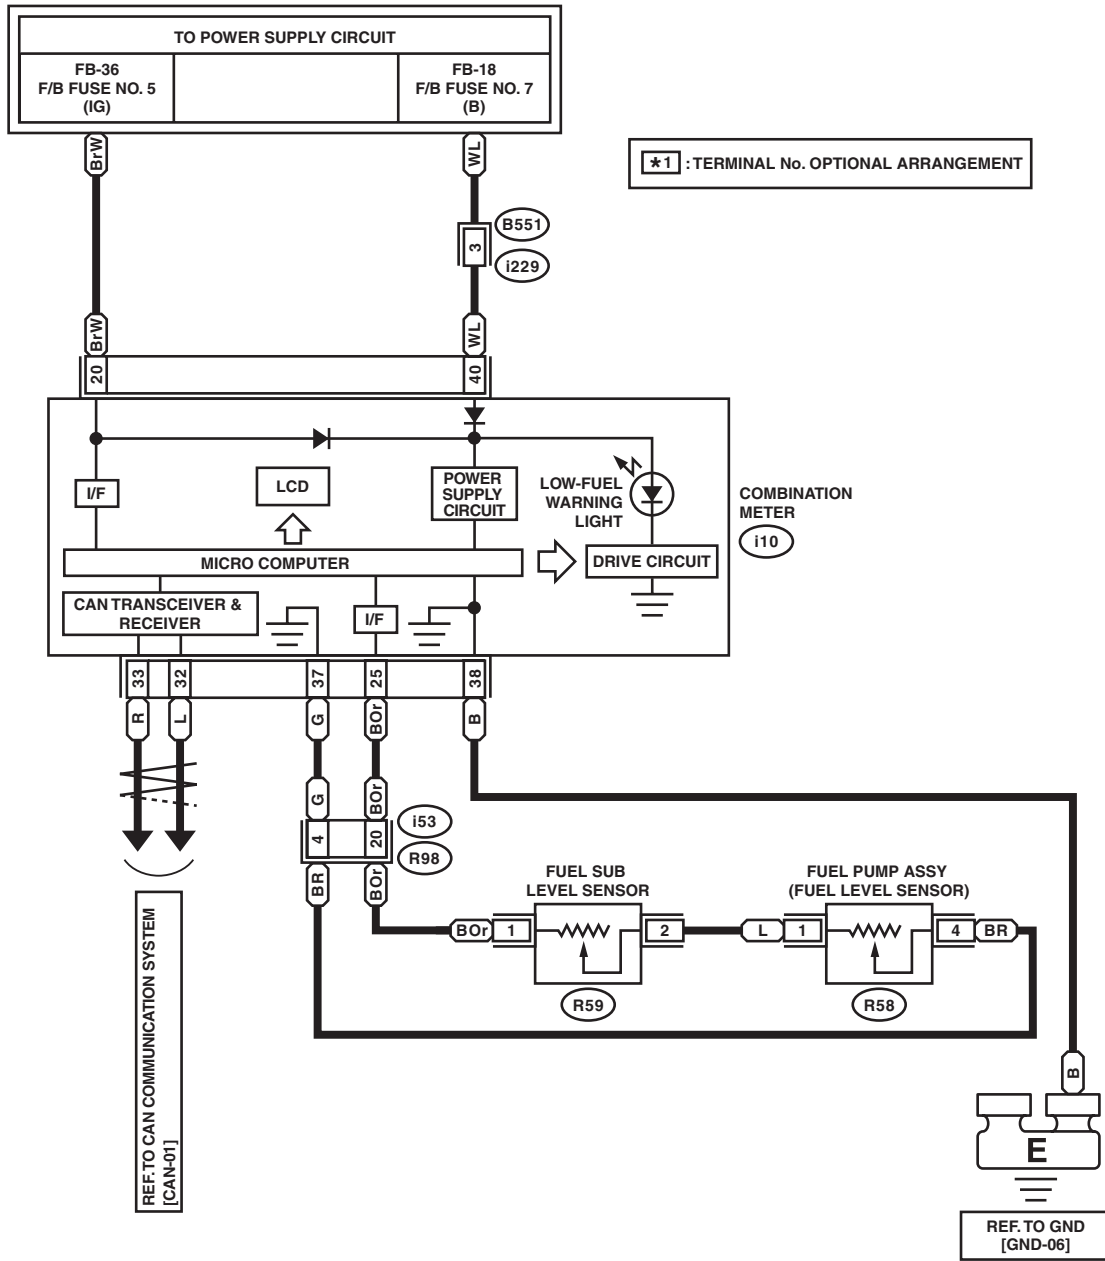 TO POWER SUPPLY CIRCUIT
FB-36
F/B FUSE NO. 5
(IG)
FB-18
F/B FUSE NO. 7
(B)
BrW
WL
*1 : TERMINAL No. OPTIONAL ARRANGEMENT
B551
3
i229
BrW
WL
20
40
I/F
LCD
POWER
SUPPLY
CIRCUIT
LOW-FUEL
WARNING
LIGHT
COMBINATION
METER
i10
MICRO COMPUTER
DRIVE CIRCUIT
CAN TRANSCEIVER &
RECEIVER
I/F
33
32
37
25
38
R
L
G
BOr
B
G
BOr
i53
4
20
R98
BR
BOr
FUEL SUB
LEVEL SENSOR
FUEL PUMP ASSY
(FUEL LEVEL SENSOR)
BOr
1
2
L
1
4
BR
R59
R58
REF. TO CAN COMMUNICATION SYSTEM
[CAN-01]
B
E
REF. TO GND
[GND-06]